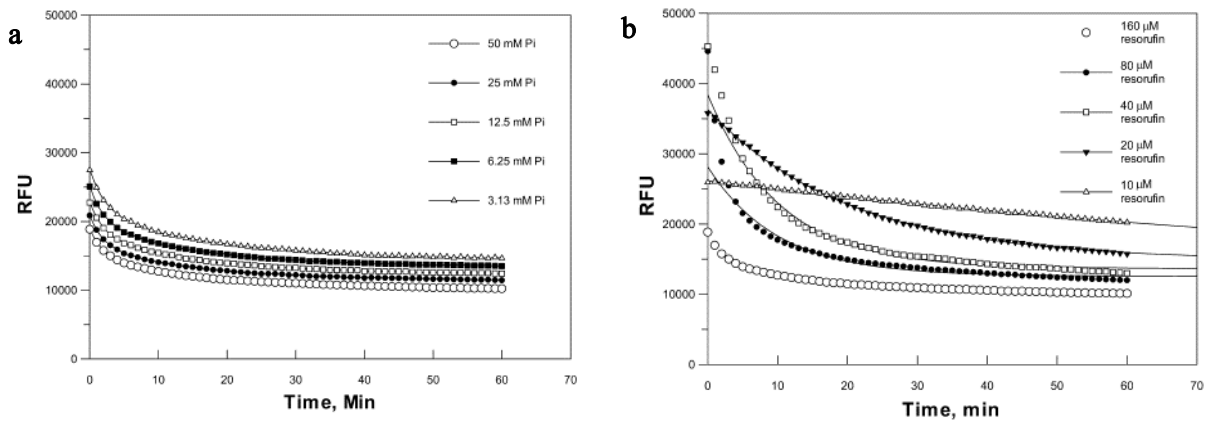 a
50000
40000
30000
20000
10000
0
RFU
0 10 20 30 40 50 60 70
Time, Min
50 mM Pi
25 mM Pi
12.5 mM Pi
6.25 mM Pi
3.13 mM Pi
b
50000
40000
30000
20000
10000
0
RFU
0 10 20 30 40 50 60 70
Time, min
160 μM
resorufin
80 μM
resorufin
40 μM
resorufin
20 μM
resorufin
10 μM
resorufin